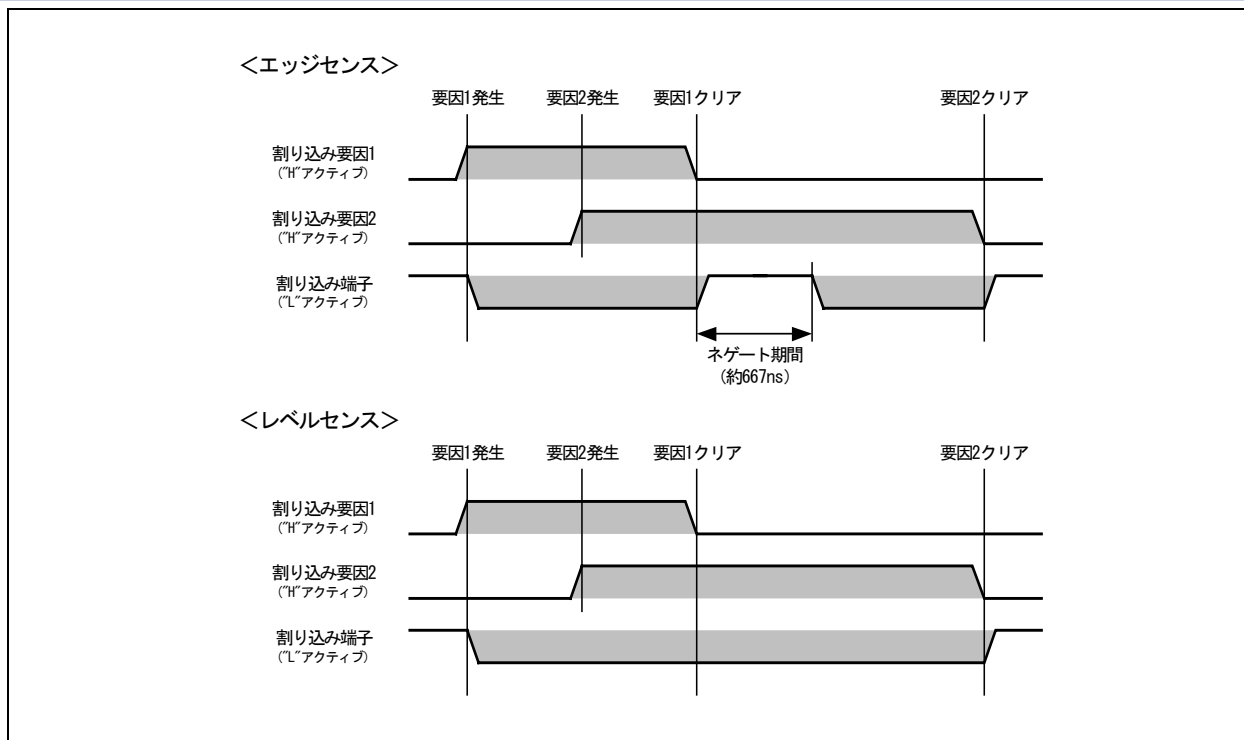 ＜エッジセンス＞
要因1発生 要因2発生 要因1クリア 要因2クリア
割り込み要因1
("H"アクティブ)
割り込み要因2
("H"アクティブ)
割り込み端子
("L"アクティブ)
ネゲート期間
(約667ns)
＜レベルセンス＞
要因1発生 要因2発生 要因1クリア 要因2クリア
割り込み要因1
("H"アクティブ)
割り込み要因2
("H"アクティブ)
割り込み端子
("L"アクティブ)